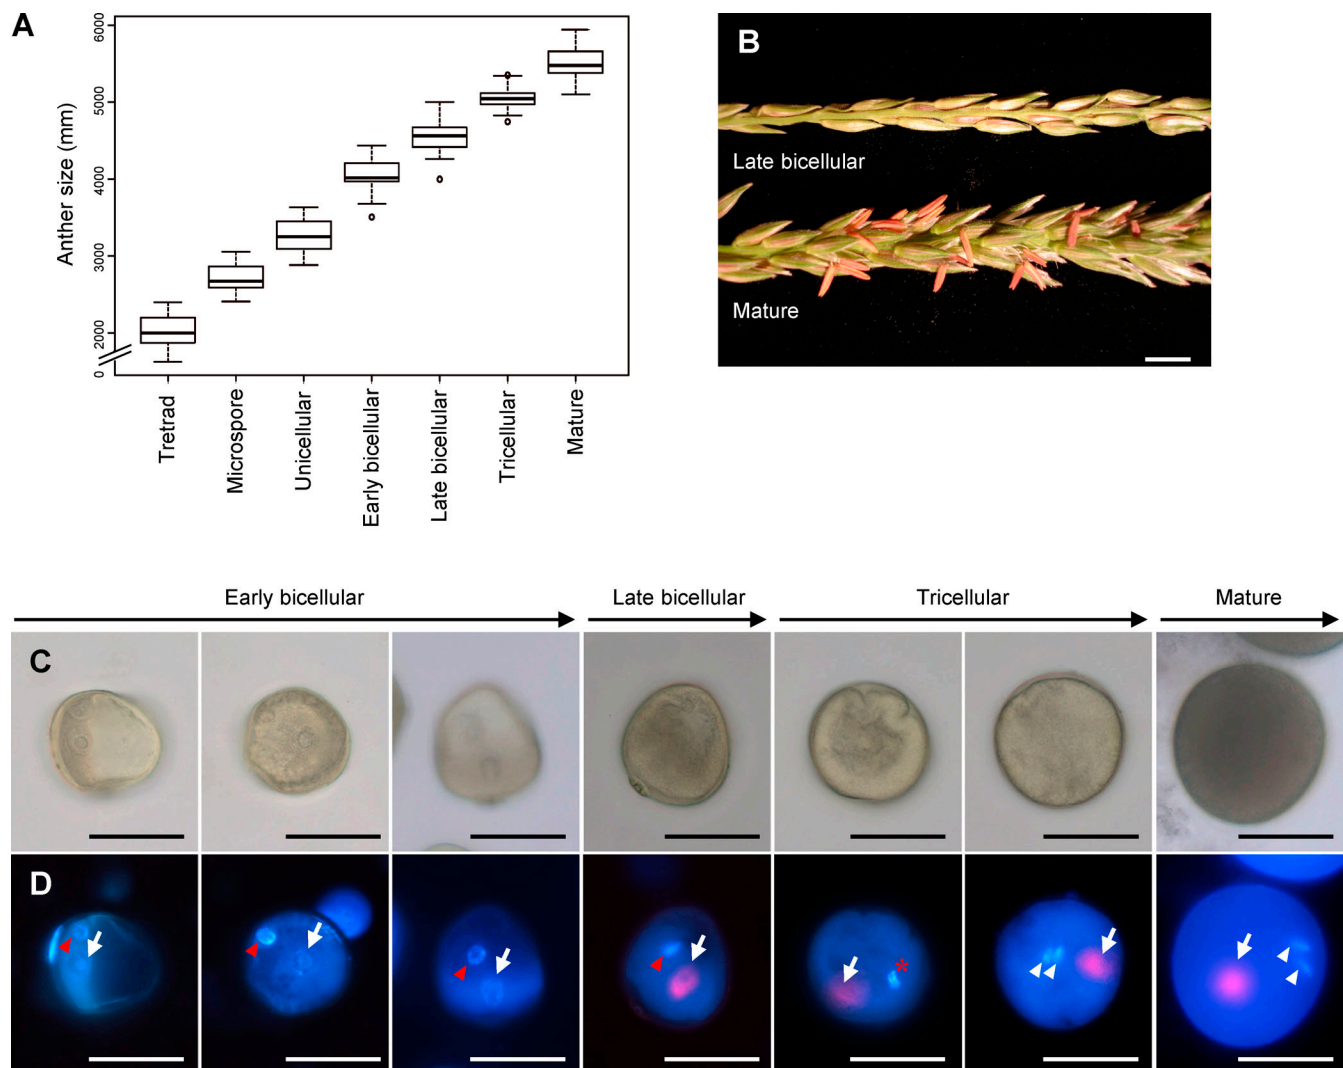 A
Anther size (mm)
6000
5000
4000
3000
2000
0
Tretrad
Microspore
Unicellular
Early bicellular
Late bicellular
Tricellular
Mature
B
Late bicellular
Mature
Early bicellular
Late bicellular
Tricellular
Mature
C
D
*